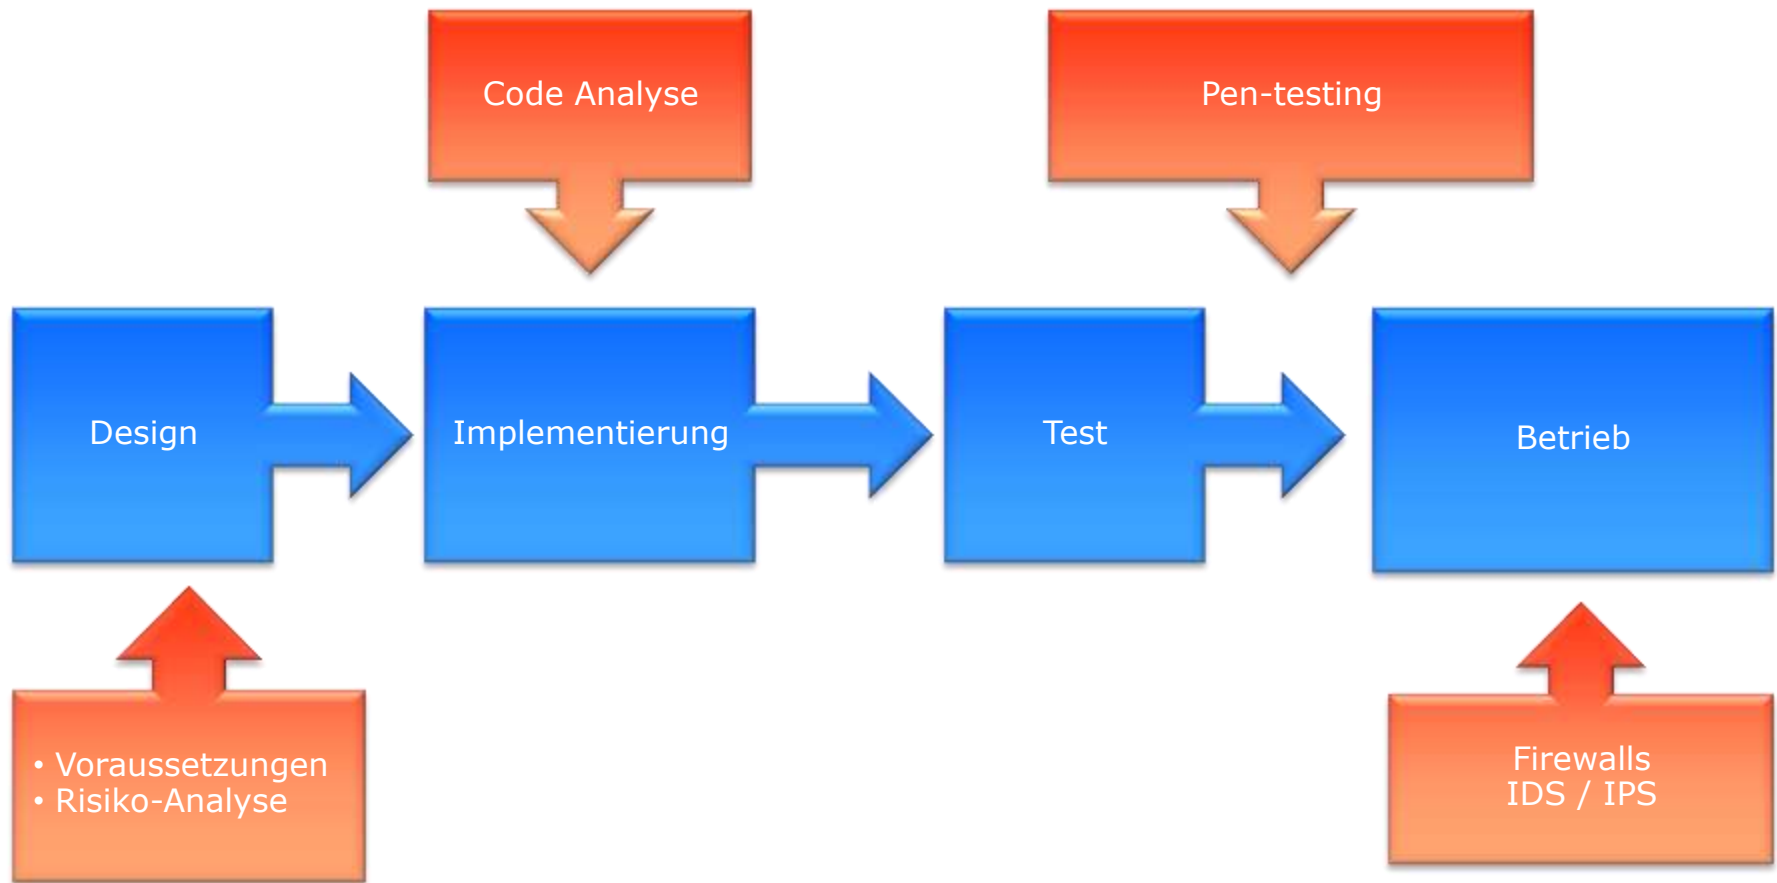 Code Analyse
Pen-testing
Design
Implementierung
Test
Betrieb
• Voraussetzungen
• Risiko-Analyse
Firewalls
IDS / IPS